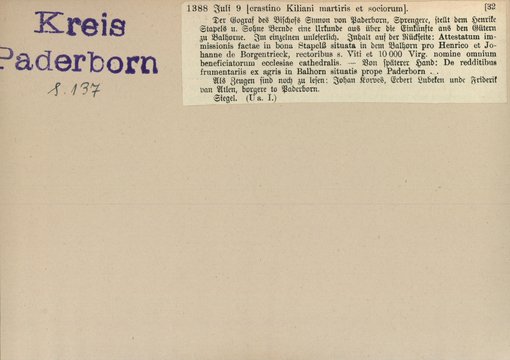 Kreis
Paderborn
S. 137
1388 Juli 9 [crastino Kiliani martiris et sociorum]. [32
Der Gograf des Bischofs Symon von Paderborn, Sprengere, stellt dem Henrike
Stapels u. Sohne Bernde eine Urkunde aus über die Einkünfte aus den Gütern
zu Balhorne. Im einzelnen unleserlich. Inhalt auf der Rückseite: Attestatum im-
missionis factae in bona Stapels situata in dem Balhorn pro Henrico et Jo-
hanne de Borgentrieck, rectoribus s. Viti et 10 000 Virg. nomine omnium
beneficiatorum ecclesiae cathedralis. — Von späterer Hand: De redditibus
frumentariis ex agris in Balhorn situatis prope Paderborn . .
Als Zeugen sind noch zu lesen: Johan Korves, Ecbert Lubeken unde Friderik
van Atlen, borgere to Paderborn.
Siegel. (U a. I.)